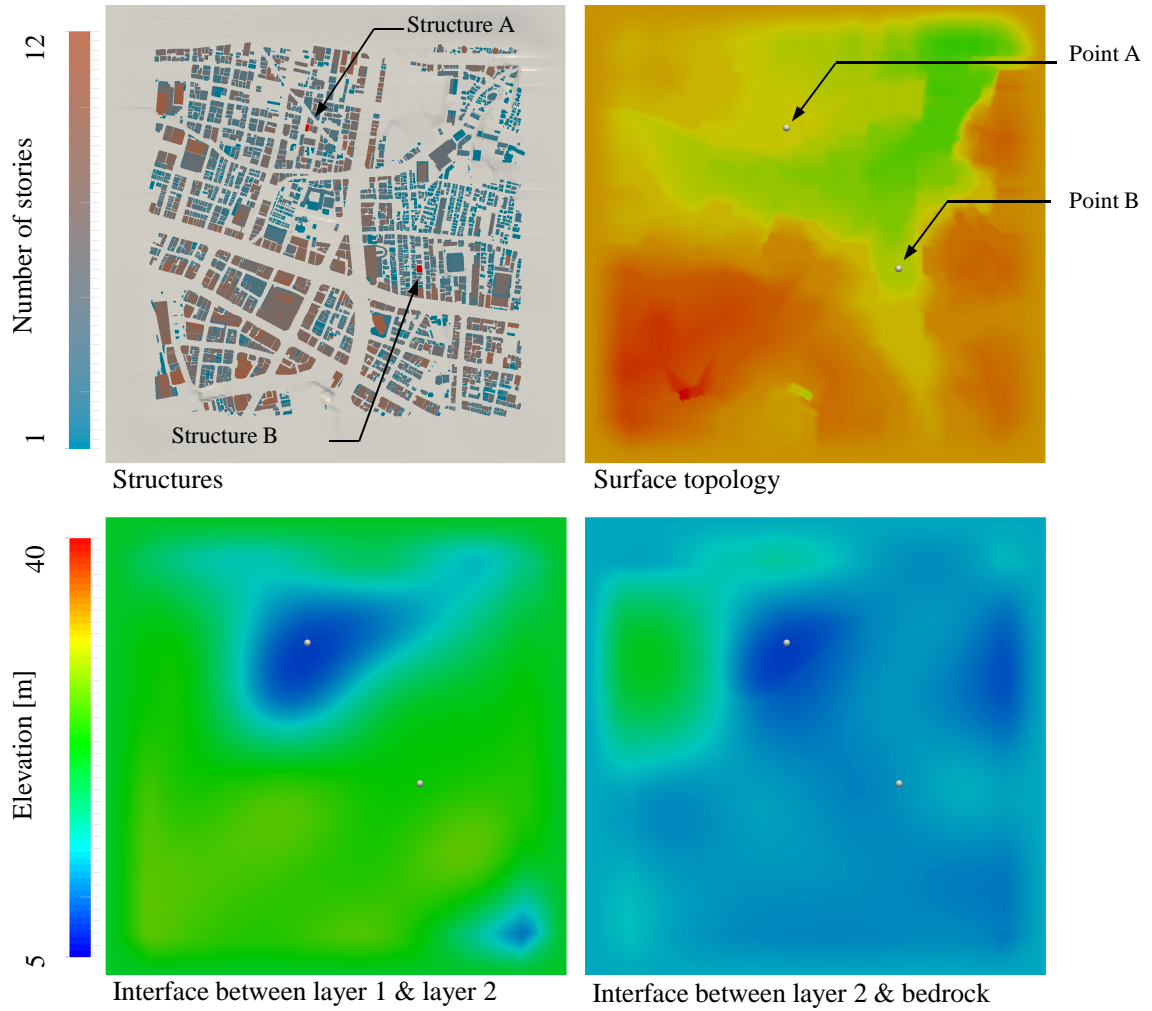 12
Number of stories
1
Structure A
Structure B
Structures
Point A
Point B
Surface topology
40
Elevation [m]
5
Interface between layer 1 & layer 2
Interface between layer 2 & bedrock